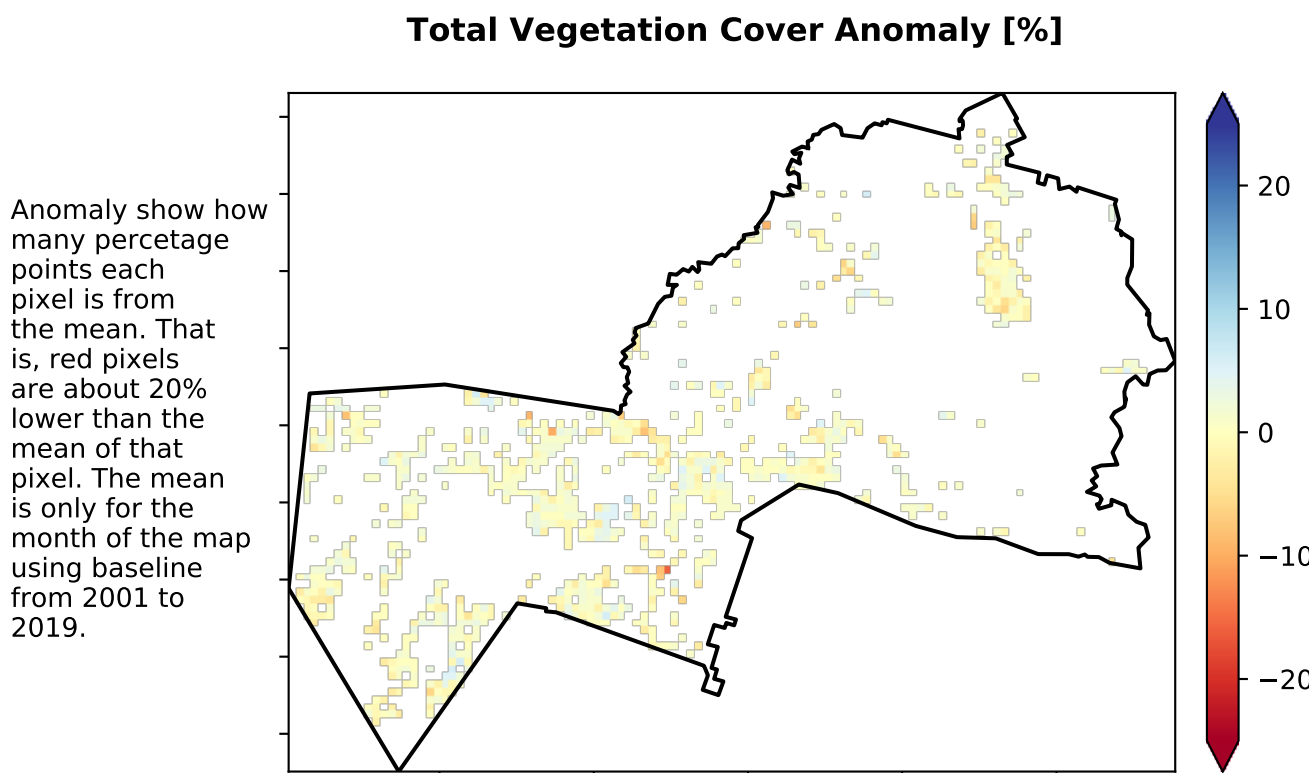 Total Vegetation Cover Anomaly [%]
Anomaly show how
many percetage
points each
pixel is from
the mean. That
is, red pixels
are about 20%
lower than the
mean of that
pixel. The mean
is only for the
month of the map
using baseline
from 2001 to
2019.
20
10
0
−10
−20